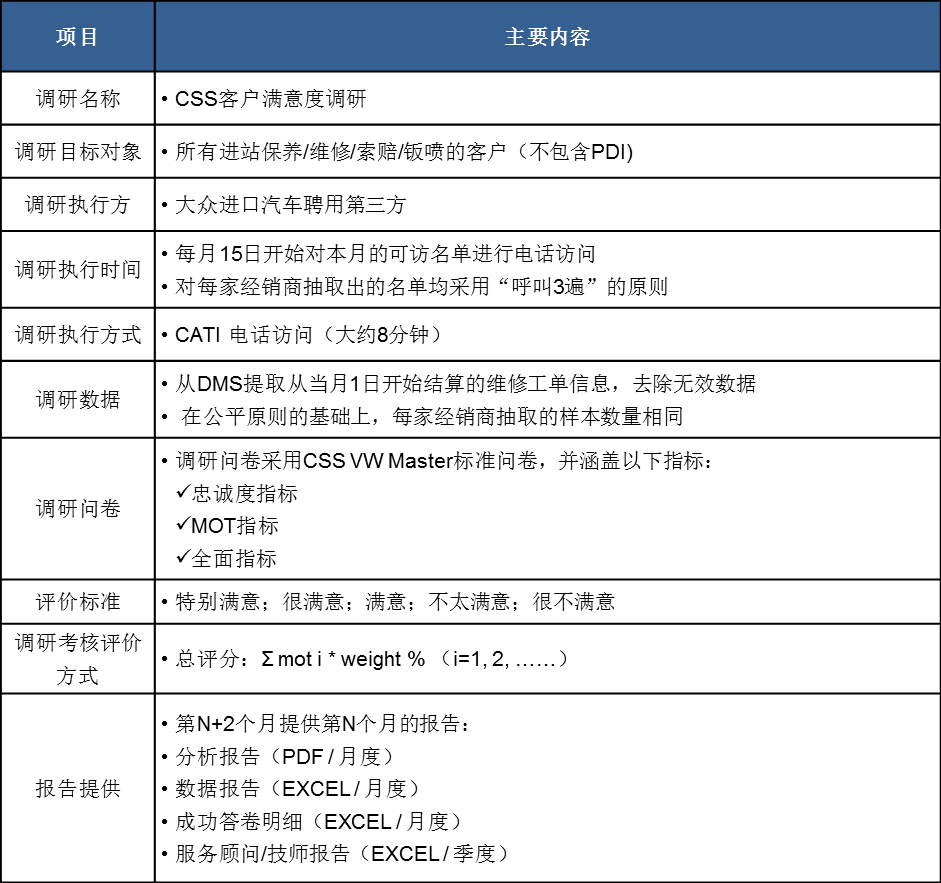 项目
主要内容
调研名称
• CSS客户满意度调研
调研目标对象
• 所有进站保养/维修/索赔/钣喷的客户（不包含PDI)
调研执行方
• 大众进口汽车聘用第三方
调研执行时间
• 每月15日开始对本月的可访名单进行电话访问
• 对每家经销商抽取出的名单均采用“呼叫3遍”的原则
调研执行方式
• CATI 电话访问（大约8分钟）
调研数据
• 从DMS提取从当月1日开始结算的维修工单信息，去除无效数据
• 在公平原则的基础上，每家经销商抽取的样本数量相同
调研问卷
• 调研问卷采用CSS VW Master标准问卷，并涵盖以下指标：
✓忠诚度指标
✓MOT指标
✓全面指标
评价标准
• 特别满意；很满意；满意；不太满意；很不满意
调研考核评价
方式
• 总评分：Σ mot i * weight % （i=1, 2, ……）
报告提供
• 第N+2个月提供第N个月的报告：
• 分析报告（PDF / 月度）
• 数据报告（EXCEL / 月度）
• 成功答卷明细（EXCEL / 月度）
• 服务顾问/技师报告（EXCEL / 季度）